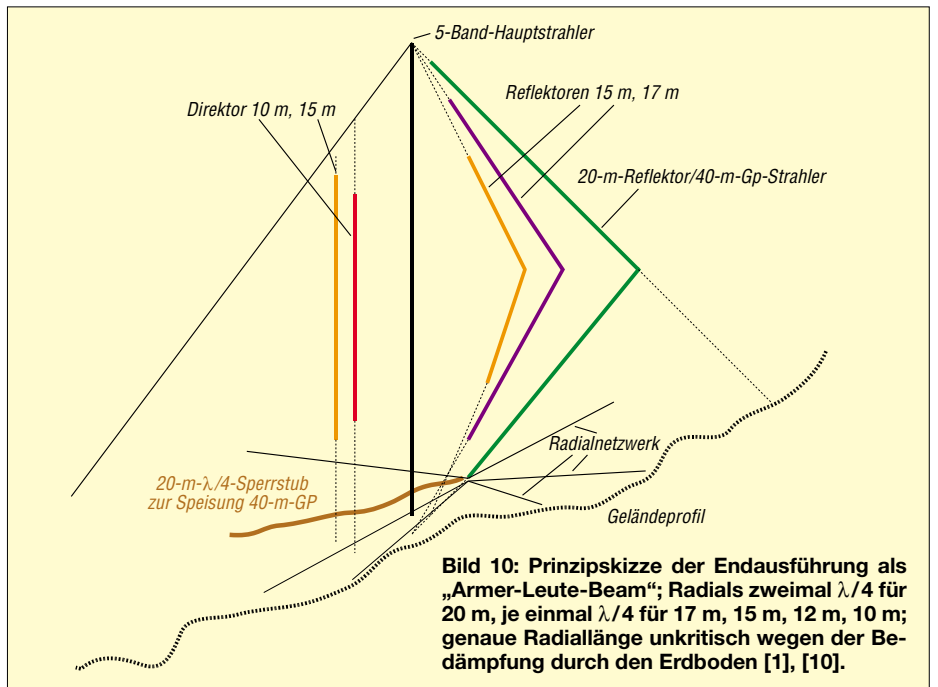 5-Band-Hauptstrahler
Direktor 10 m, 15 m
Reflektoren 15 m, 17 m
20-m-Reflektor/40-m-Gp-Strahler
Radialnetzwerk
20-m-λ/4-Sperrstub
zur Speisung 40-m-GP
Geländeprofil
Bild 10: Prinzipskizze der Endausführung als
„Armer-Leute-Beam“; Radials zweimal λ/4 für
20 m, je einmal λ/4 für 17 m, 15 m, 12 m, 10 m;
genaue Radiallänge unkritisch wegen der Be-
dämpfung durch den Erdboden [1], [10].